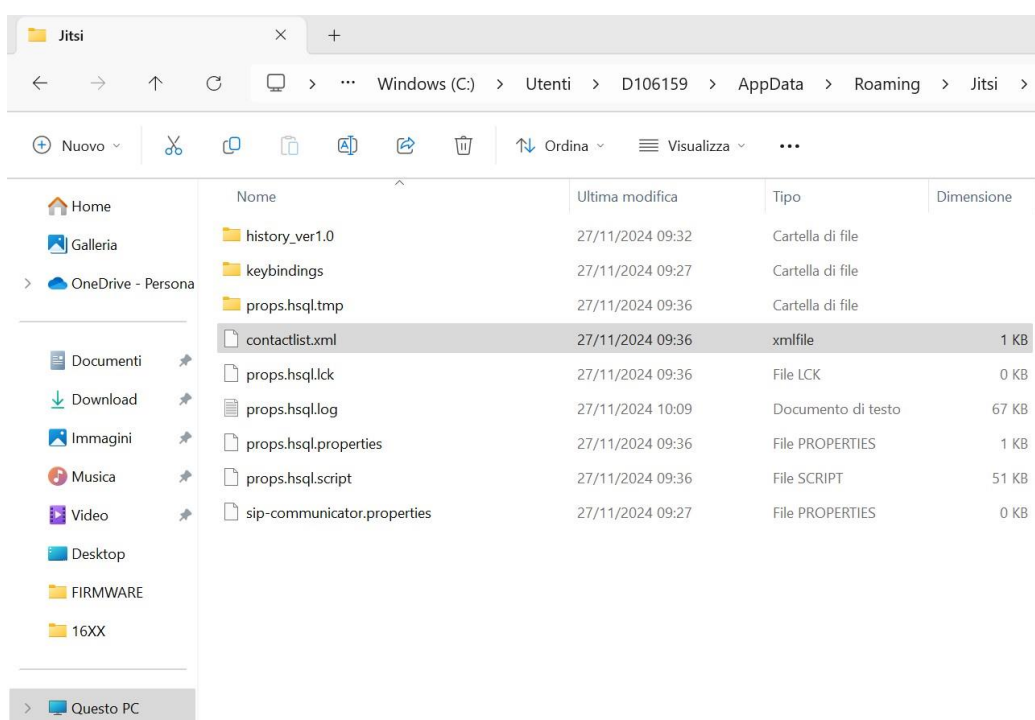 Jitsi
Windows (C:) Utenti D106159 AppData Roaming Jitsi
Nuovo Ordina Visualizza
Nome Ultima modifica Tipo Dimensione
Home
Galleria
OneDrive - Persona
Documenti
Download
Immagini
Musica
Video
Desktop
FIRMWARE
16XX
Questo PC
history_ver1.0 27/11/2024 09:32 Cartella di file
keybindings 27/11/2024 09:27 Cartella di file
props.hsql.tmp 27/11/2024 09:36 Cartella di file
contactlist.xml 27/11/2024 09:36 xmlfile 1 KB
props.hsql.lck 27/11/2024 09:36 File LCK 0 KB
props.hsql.log 27/11/2024 10:09 Documento di testo 67 KB
props.hsql.properties 27/11/2024 09:36 File PROPERTIES 1 KB
props.hsql.script 27/11/2024 09:36 File SCRIPT 51 KB
sip-communicator.properties 27/11/2024 09:27 File PROPERTIES 0 KB